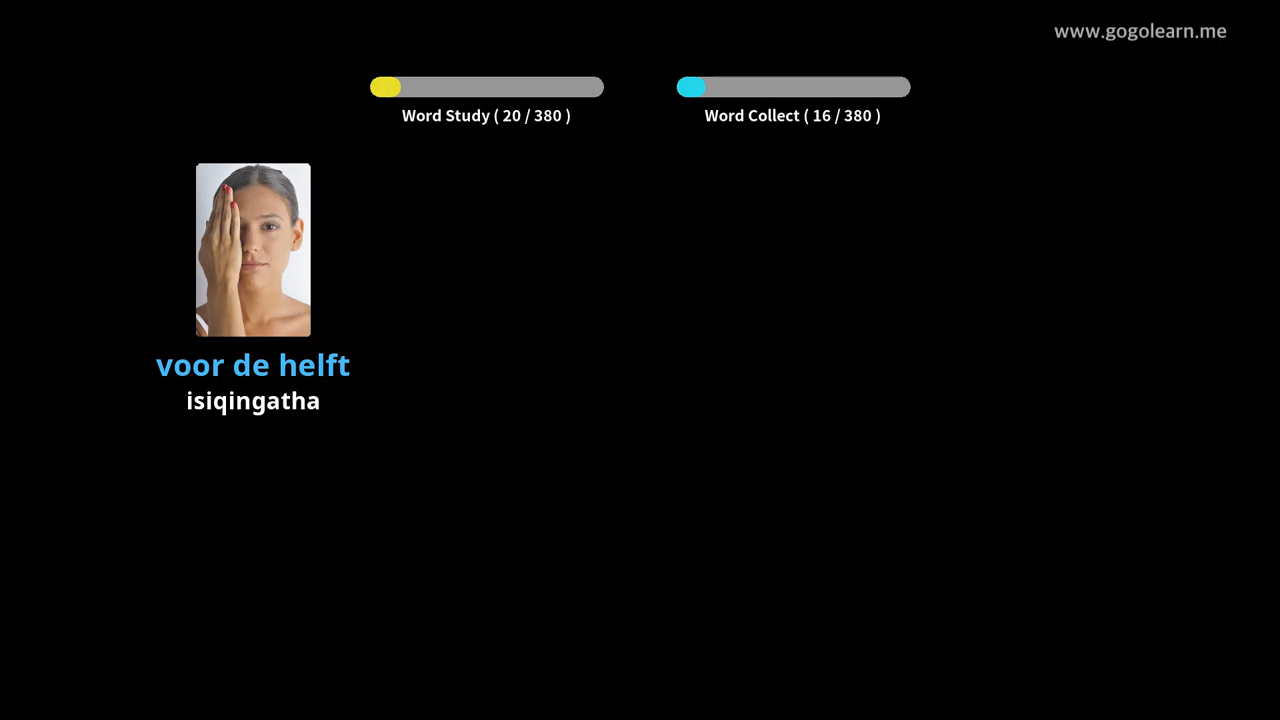 www.gogolearn.me
Word Study ( 20 / 380 )
Word Collect ( 16 / 380 )
voor de helft
isiqingatha